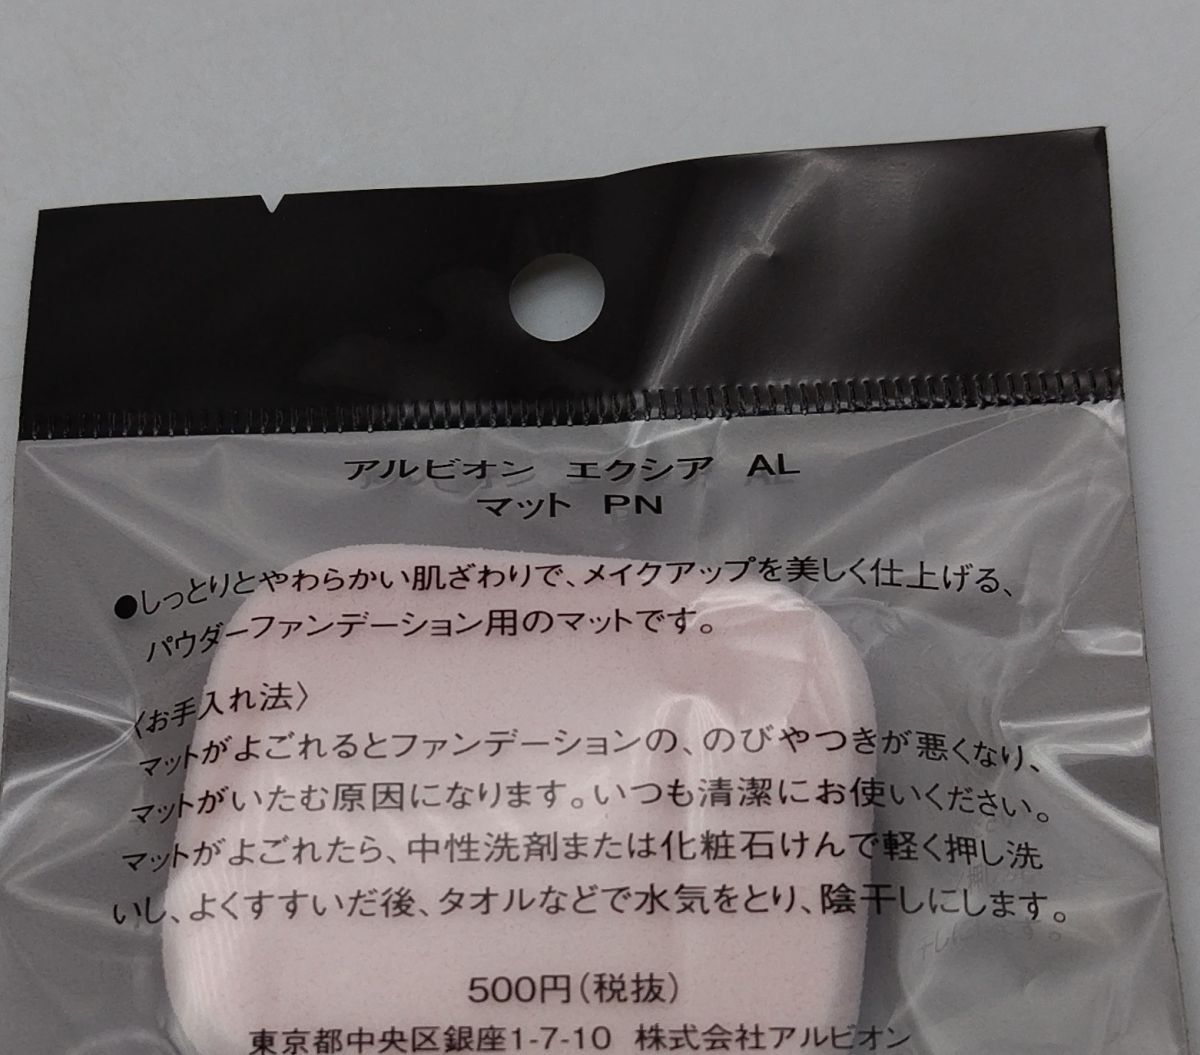 アルビオン エクシア AL
マット PN
●しっとりとやわらかい肌ざわりで、メイクアップを美しく仕上げる、
パウダーファンデーション用のマットです。
〈お手入れ法〉
マットがよごれるとファンデーションの、のびやつきが悪くなり、
マットがいたむ原因になります。いつも清潔にお使いください。
マットがよごれたら、中性洗剤または化粧石けんで軽く押し洗
いし、よくすすいだ後、タオルなどで水気をとり、陰干しにします。
500円(税抜)
東京都中央区銀座1-7-10 株式会社アルビオン